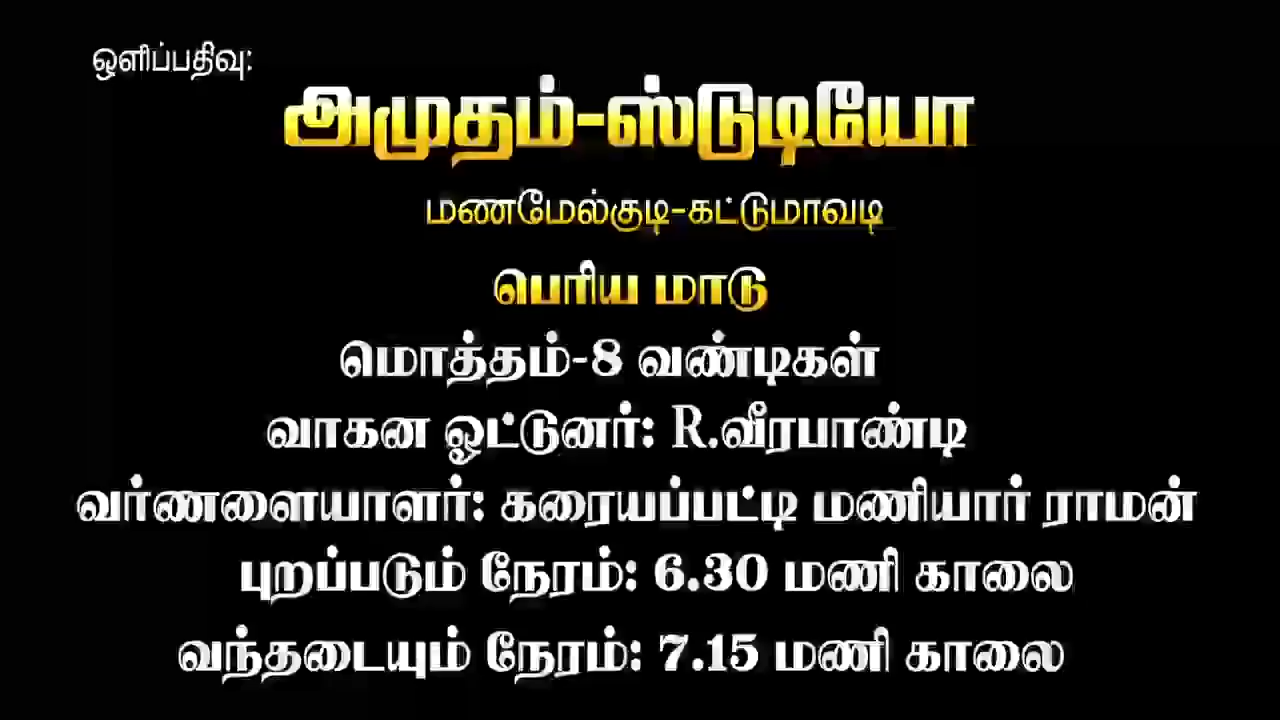 ஒளிப்பதிவு:
அமுதம்-ஸ்டுடியோ
மணமேல்குடி-கட்டுமாவடி
பெரிய மாடு
மொத்தம்-8 வண்டிகள்
வாகன ஓட்டுனர்: R.வீரபாண்டி
வர்ணளையாளர்: கரையப்பட்டி மணியார் ராமன்
புறப்படும் நேரம்: 6.30 மணி காலை
வந்தடையும் நேரம்: 7.15 மணி காலை